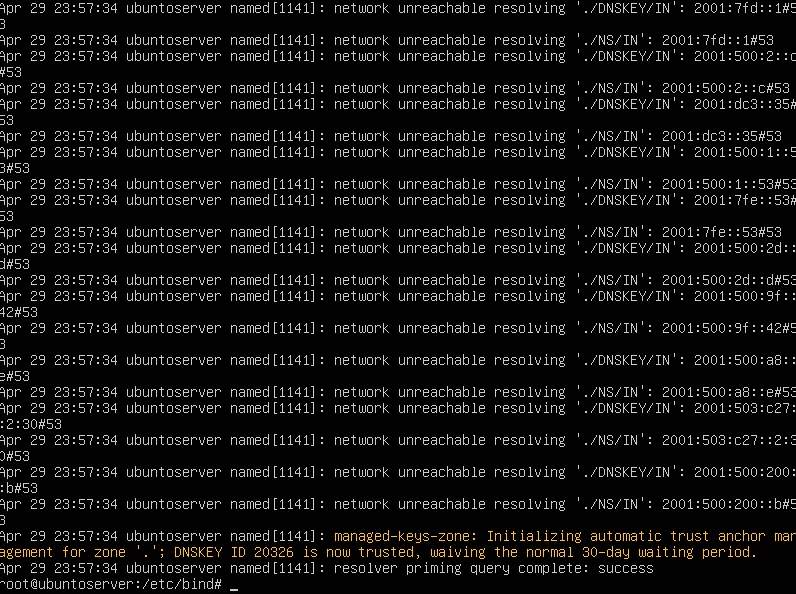 Apr 29 23:57:34 ubuntoserver named[1141]: network unreachable resolving './DNSKEY/IN': 2001:7fd::1#5
3
Apr 29 23:57:34 ubuntoserver named[1141]: network unreachable resolving './NS/IN': 2001:7fd::1#53
Apr 29 23:57:34 ubuntoserver named[1141]: network unreachable resolving './DNSKEY/IN': 2001:500:2::c
#53
Apr 29 23:57:34 ubuntoserver named[1141]: network unreachable resolving './NS/IN': 2001:500:2::c#53
Apr 29 23:57:34 ubuntoserver named[1141]: network unreachable resolving './DNSKEY/IN': 2001:dc3::35#
53
Apr 29 23:57:34 ubuntoserver named[1141]: network unreachable resolving './NS/IN': 2001:dc3::35#53
Apr 29 23:57:34 ubuntoserver named[1141]: network unreachable resolving './DNSKEY/IN': 2001:500:1::5
3#53
Apr 29 23:57:34 ubuntoserver named[1141]: network unreachable resolving './NS/IN': 2001:500:1::53#53
Apr 29 23:57:34 ubuntoserver named[1141]: network unreachable resolving './DNSKEY/IN': 2001:7fe::53#
53
Apr 29 23:57:34 ubuntoserver named[1141]: network unreachable resolving './NS/IN': 2001:7fe::53#53
Apr 29 23:57:34 ubuntoserver named[1141]: network unreachable resolving './DNSKEY/IN': 2001:500:2d::
d#53
Apr 29 23:57:34 ubuntoserver named[1141]: network unreachable resolving './NS/IN': 2001:500:2d::d#53
Apr 29 23:57:34 ubuntoserver named[1141]: network unreachable resolving './DNSKEY/IN': 2001:500:9f::
42#53
Apr 29 23:57:34 ubuntoserver named[1141]: network unreachable resolving './NS/IN': 2001:500:9f::42#5
3
Apr 29 23:57:34 ubuntoserver named[1141]: network unreachable resolving './DNSKEY/IN': 2001:500:a8::
e#53
Apr 29 23:57:34 ubuntoserver named[1141]: network unreachable resolving './NS/IN': 2001:500:a8::e#53
Apr 29 23:57:34 ubuntoserver named[1141]: network unreachable resolving './DNSKEY/IN': 2001:503:c27:
:2:30#53
Apr 29 23:57:34 ubuntoserver named[1141]: network unreachable resolving './NS/IN': 2001:503:c27::2:3
0#53
Apr 29 23:57:34 ubuntoserver named[1141]: network unreachable resolving './DNSKEY/IN': 2001:500:200:
:b#53
Apr 29 23:57:34 ubuntoserver named[1141]: network unreachable resolving './NS/IN': 2001:500:200::b#5
3
Apr 29 23:57:34 ubuntoserver named[1141]: managed-keys-zone: Initializing automatic trust anchor man
agement for zone '.'; DNSKEY ID 20326 is now trusted, waiving the normal 30-day waiting period.
Apr 29 23:57:34 ubuntoserver named[1141]: resolver priming query complete: success
root@ubuntoserver:/etc/bind# _